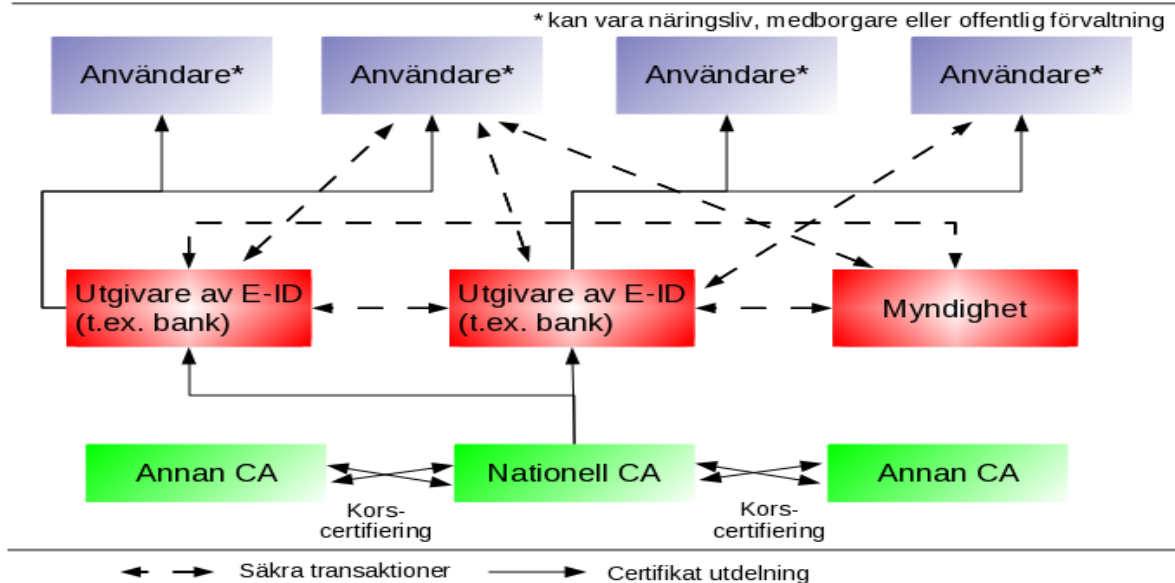 * kan vara näringsliv, medborgare eller offentlig förvaltning
Användare*
Användare*
Användare*
Användare*
Utgivare av E-ID
(t.ex. bank)
Utgivare av E-ID
(t.ex. bank)
Myndighet
Annan CA
Nationell CA
Annan CA
Kors-
certifiering
Kors-
certifiering
Säkra transaktioner
Certifikat utdelning